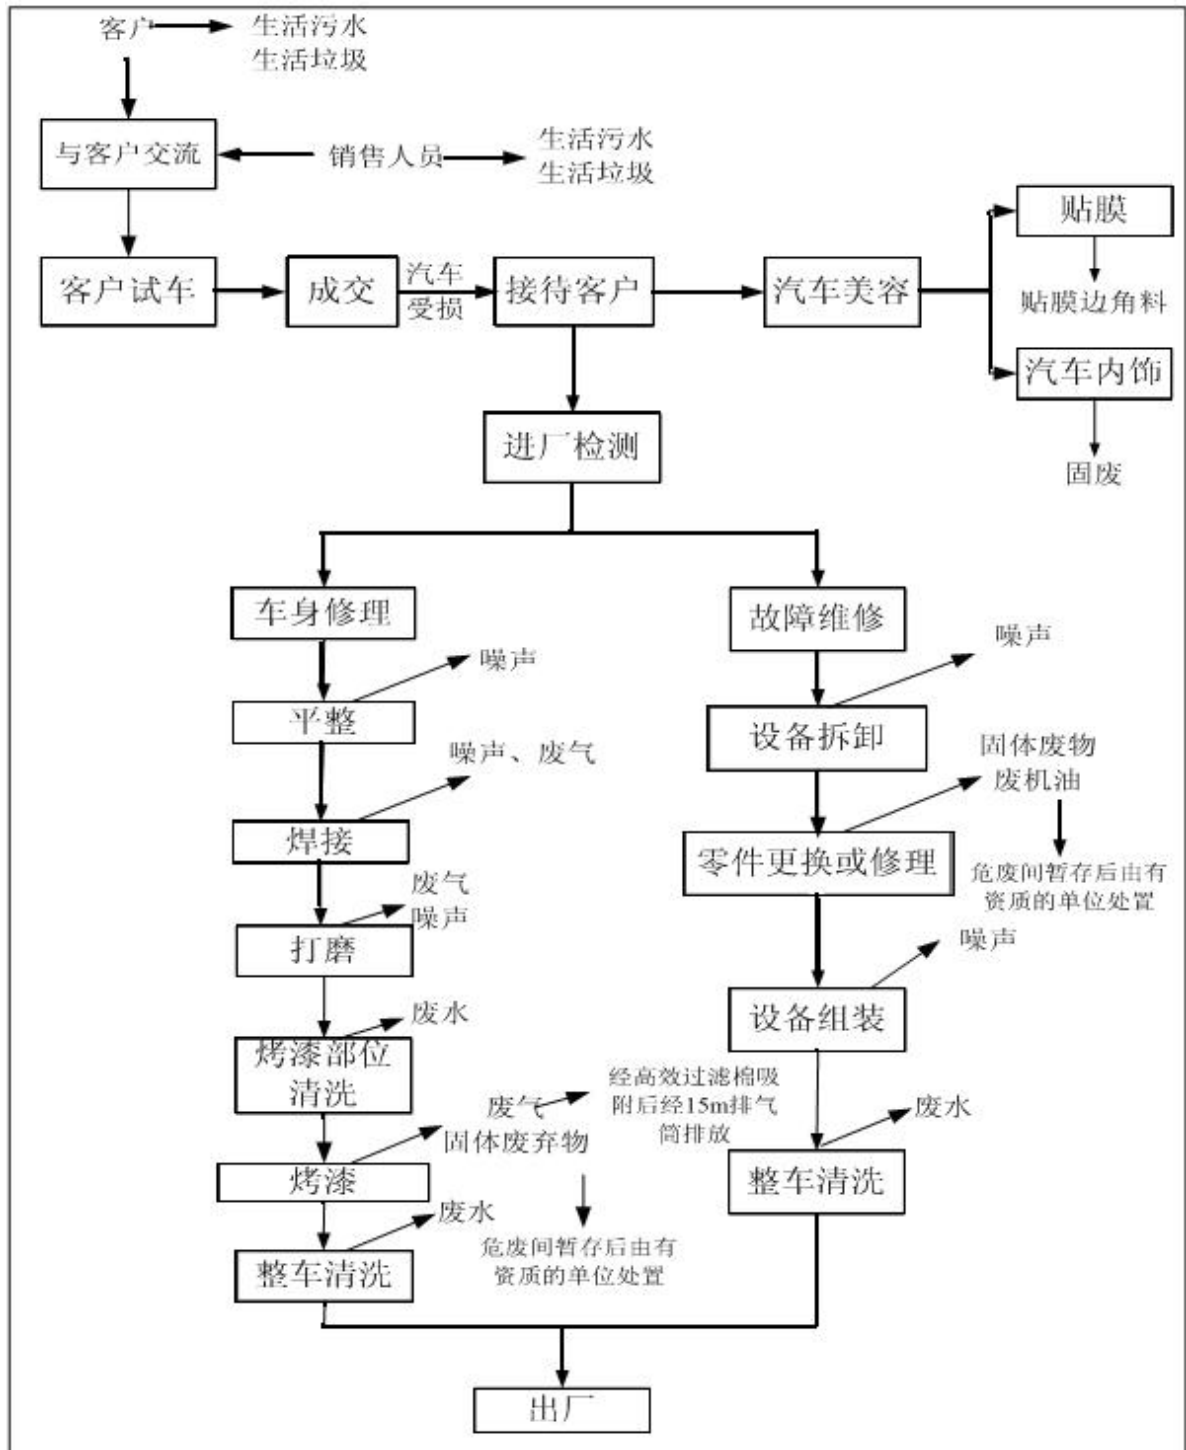 客户
生活污水
生活垃圾
与客户交流
销售人员
生活污水
生活垃圾
客户试车
成交
汽车
受损
接待客户
汽车美容
贴膜
贴膜边角料
汽车内饰
固废
进厂检测
车身修理
噪声
平整
噪声、废气
焊接
废气
噪声
打磨
废水
烤漆部位
清洗
废气
固体废弃物
经高效过滤棉吸
附后经15m排气
筒排放
烤漆
危废间暂存后由有
资质的单位处置
废水
整车清洗
故障维修
噪声
设备拆卸
固体废物
废机油
危废间暂存后由有
资质的单位处置
零件更换或修理
噪声
设备组装
废水
整车清洗
出厂